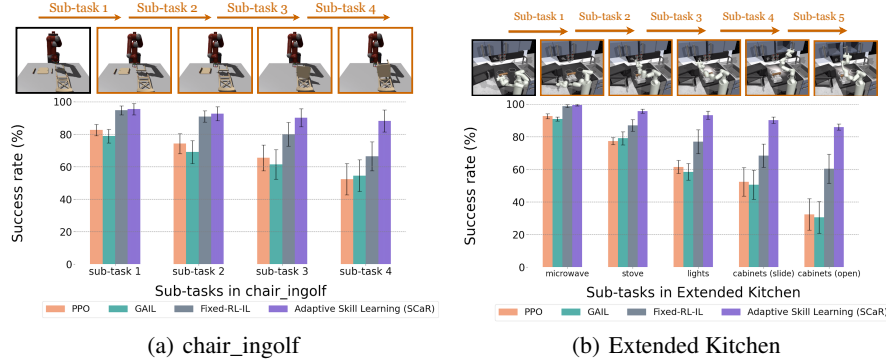 Sub-task 1 Sub-task 2 Sub-task 3 Sub-task 4
Success rate (%)
100
80
60
40
20
0
sub-task 1 sub-task 2 sub-task 3 sub-task 4
Sub-tasks in chair_ingolf
PPO GAIL Fixed-RL-IL Adaptive Skill Learning (SCaR)
(a) chair_ingolf
Sub-task 1 Sub-task 2 Sub-task 3 Sub-task 4 Sub-task 5
Success rate (%)
100
80
60
40
20
0
microwave stove lights cabinets (slide) cabinets (open)
Sub-tasks in Extended Kitchen
PPO GAIL Fixed-RL-IL Adaptive Skill Learning (SCaR)
(b) Extended Kitchen